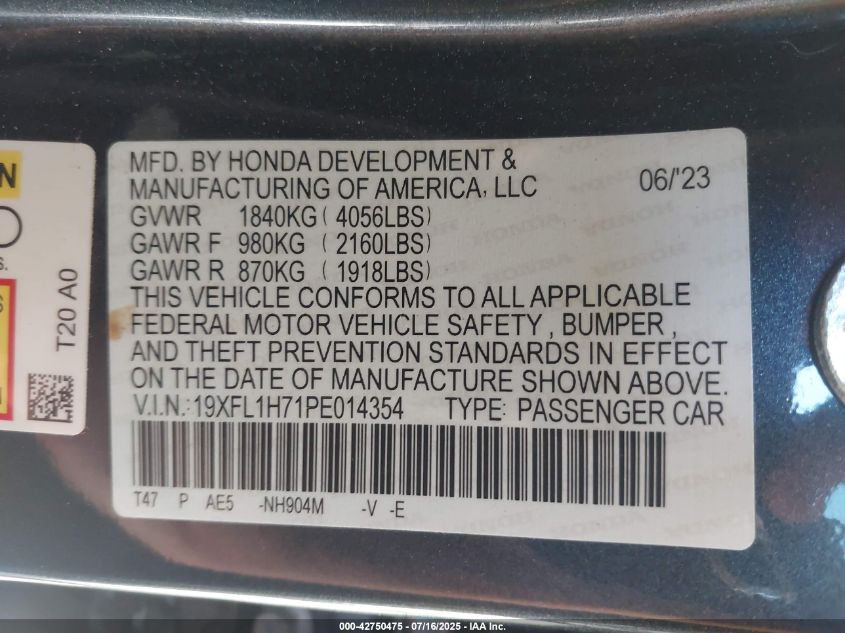 MFD. BY HONDA DEVELOPMENT &
MANUFACTURING OF AMERICA, LLC 06/'23
GVWR 1840KG ( 4056LBS)
GAWR F 980KG ( 2160LBS)
GAWR R 870KG ( 1918LBS)
THIS VEHICLE CONFORMS TO ALL APPLICABLE
FEDERAL MOTOR VEHICLE SAFETY , BUMPER ,
AND THEFT PREVENTION STANDARDS IN EFFECT
ON THE DATE OF MANUFACTURE SHOWN ABOVE.
V.I.N.: 19XFL1H71PE014354 TYPE: PASSENGER CAR
T47 P AE5 -NH904M -V -E
T20 A0
000-42750475 - 07/16/2025 - IAA Inc.